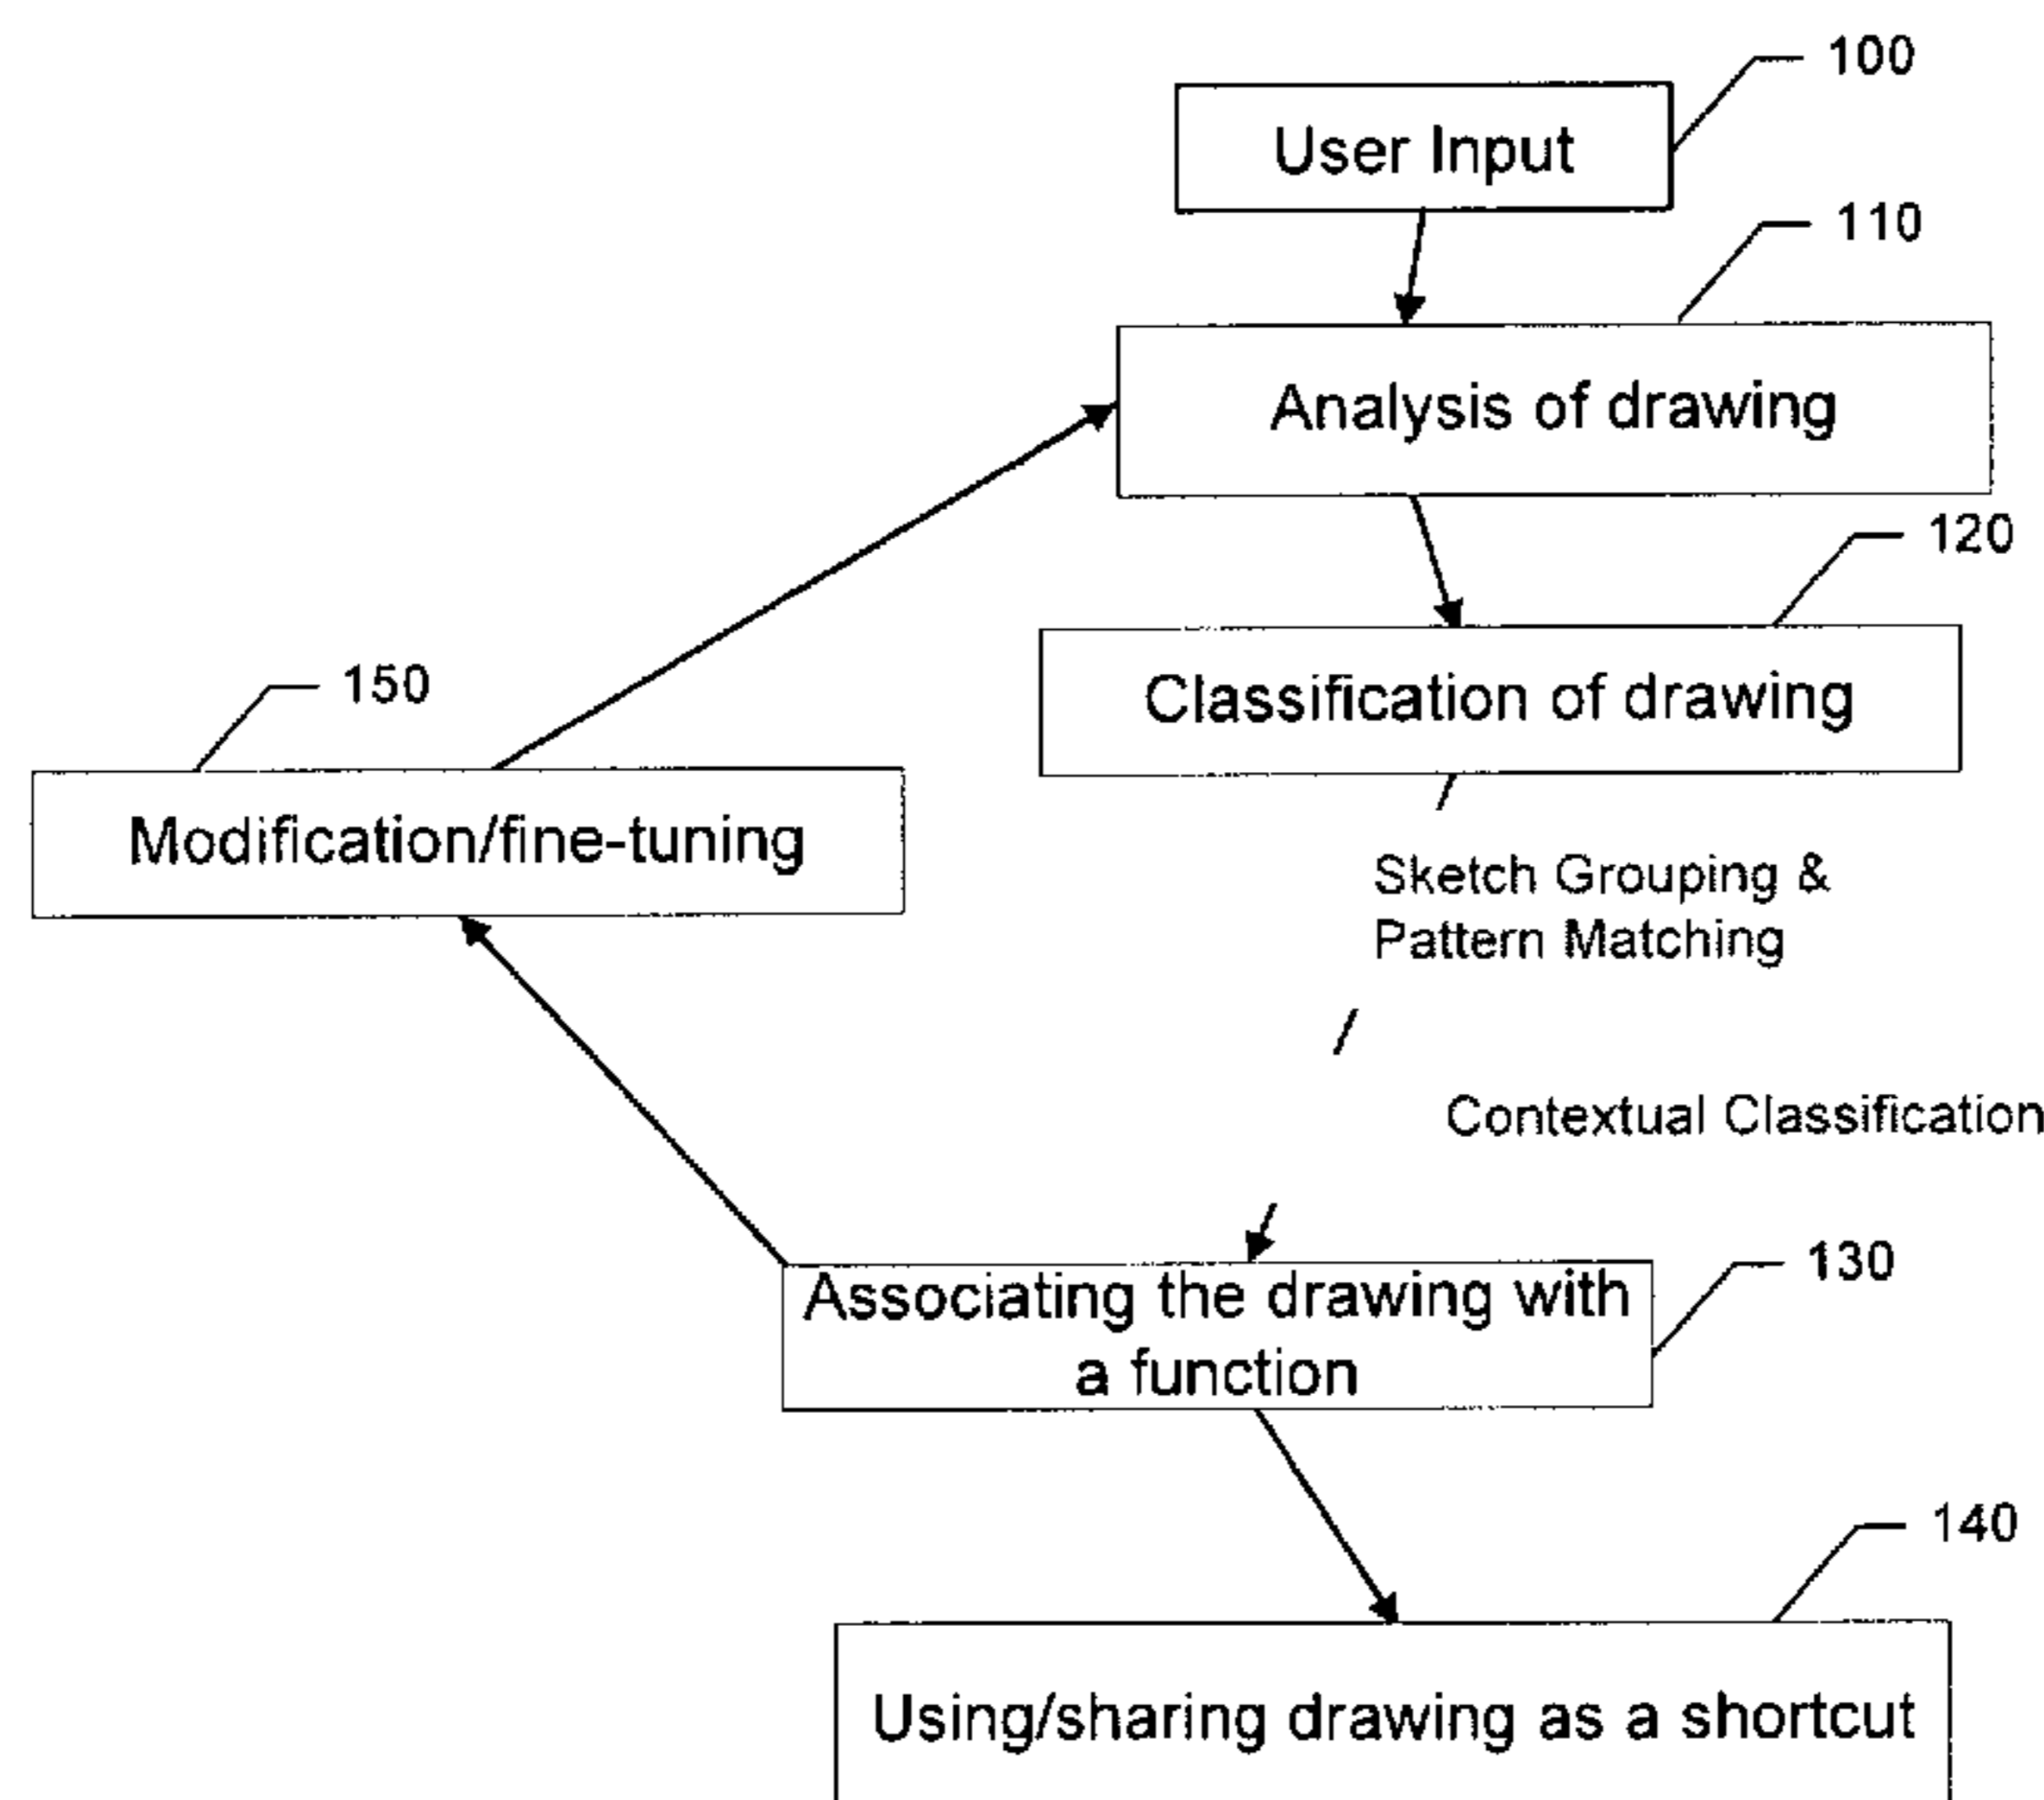 100
User Input
110
Analysis of drawing
120
Classification of drawing
150
Modification/fine-tuning
Sketch Grouping &
Pattern Matching
Contextual Classification
130
Associating the drawing with
a function
140
Using/sharing drawing as a shortcut